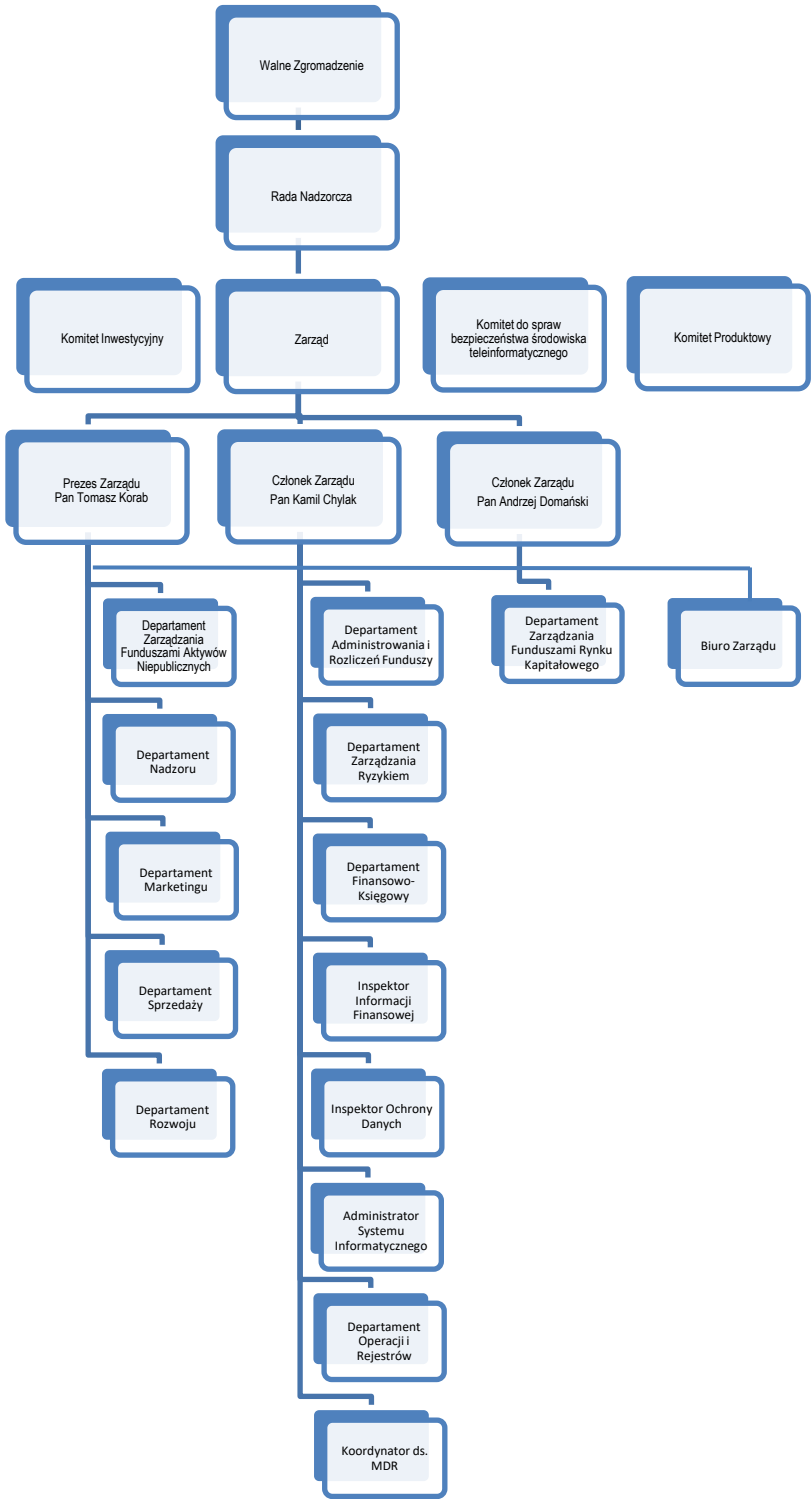 Walne Zgromadzenie
Rada Nadzorcza
Komitet Inwestycyjny
Zarząd
Komitet do spraw
bezpieczeństwa środowiska
teleinformatycznego
Komitet Produktowy
Prezes Zarządu
Pan Tomasz Korab
Członek Zarządu
Pan Kamil Chylak
Członek Zarządu
Pan Andrzej Domański
Departament
Zarządzania
Funduszami Aktywów
Niepublicznych
Departament
Administrowania i
Rozliczeń Funduszy
Departament
Zarządzania
Funduszami Rynku
Kapitałowego
Biuro Zarządu
Departament
Nadzoru
Departament
Zarządzania
Ryzykiem
Departament
Marketingu
Departament
Finansowo-
Księgowy
Departament
Sprzedaży
Inspektor
Informacji
Finansowej
Departament
Rozwoju
Inspektor Ochrony
Danych
Administrator
Systemu
Informatycznego
Departament
Operacji i
Rejestrów
Koordynator ds.
MDR